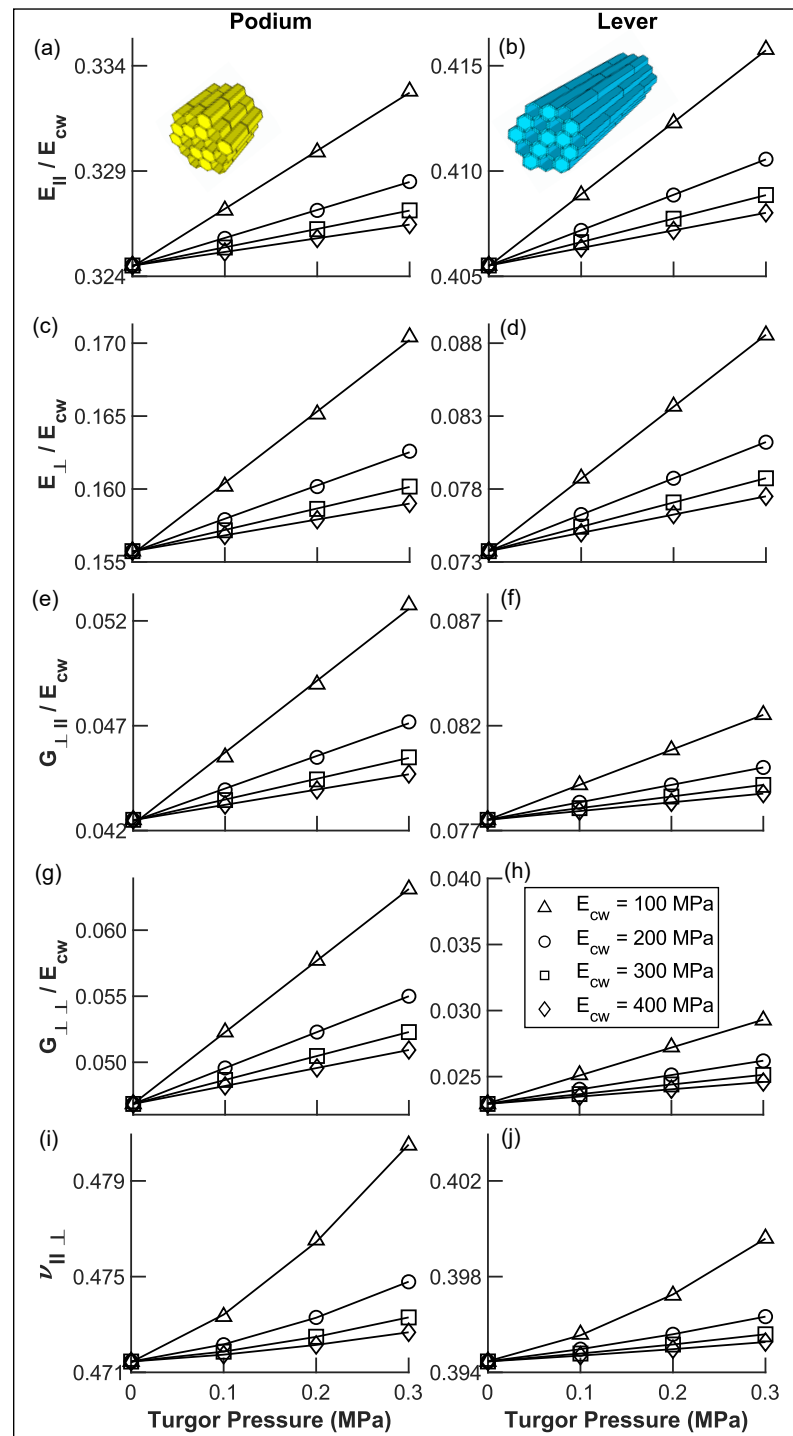 Podium
Lever
(a)
0.334
0.329
0.324
E|| / Ecw
(b)
0.415
0.410
0.405
(c)
0.170
0.165
0.160
0.155
E⊥ / Ecw
(d)
0.088
0.083
0.078
0.073
(e)
0.052
0.047
0.042
G⊥ || / Ecw
(f)
0.087
0.082
0.077
(g)
0.060
0.055
0.050
G⊥ ⊥ / Ecw
(h)
0.040
0.035
0.030
0.025
Ecw = 100 MPa
Ecw = 200 MPa
Ecw = 300 MPa
Ecw = 400 MPa
(i)
0.479
0.475
0.471
ν|| ⊥
0 0.1 0.2 0.3
Turgor Pressure (MPa)
(j)
0.402
0.398
0.394
0 0.1 0.2 0.3
Turgor Pressure (MPa)